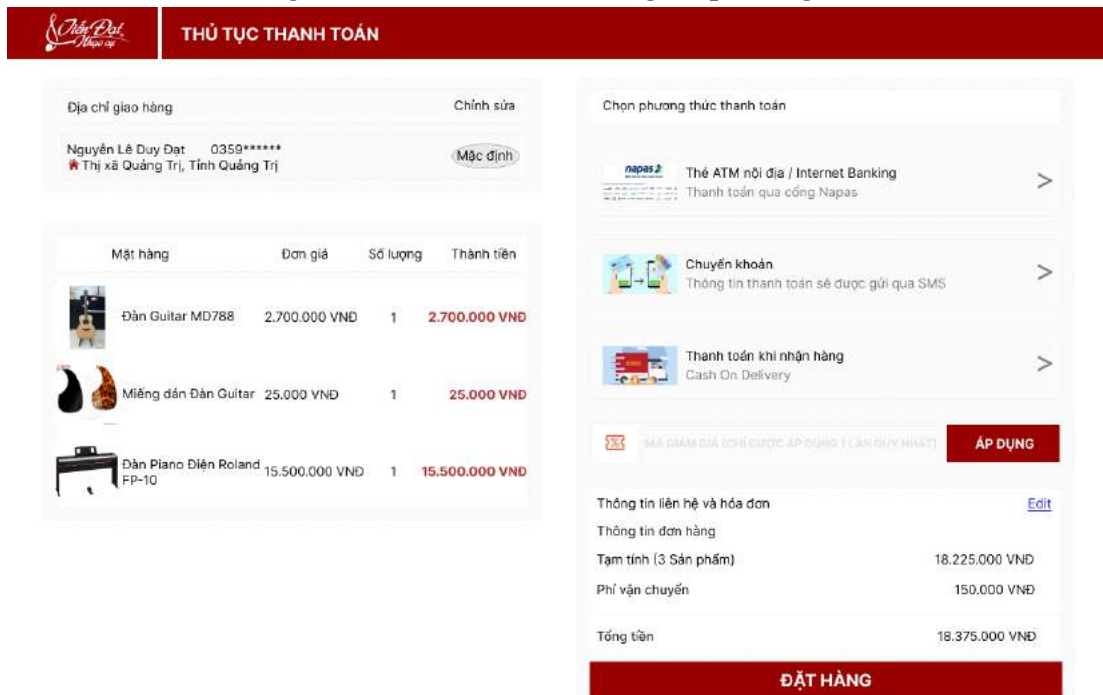 Tiến Đạt
Nhạc cụ
THỦ TỤC THANH TOÁN
Địa chỉ giao hàng Chỉnh sửa
Nguyễn Lê Duy Đạt 0359******
Thị xã Quảng Trị, Tỉnh Quảng Trị
Mặc định
Mặt hàng Đơn giá Số lượng Thành tiền
Đàn Guitar MD788 2.700.000 VNĐ 1 2.700.000 VNĐ
Miếng dán Đàn Guitar 25.000 VNĐ 1 25.000 VNĐ
Đàn Piano Điện Roland
FP-10
15.500.000 VNĐ 1 15.500.000 VNĐ
Chọn phương thức thanh toán
napas
Thẻ ATM nội địa / Internet Banking
Thanh toán qua cổng Napas
>
Chuyển khoản
Thông tin thanh toán sẽ được gửi qua SMS
>
Thanh toán khi nhận hàng
Cash On Delivery
>
MÃ GIẢM GIÁ (CHỈ ĐƯỢC ÁP DỤNG 1 LẦN DUY NHẤT) ÁP DỤNG
Thông tin liên hệ và hóa đơn Edit
Thông tin đơn hàng
Tạm tính (3 Sản phẩm) 18.225.000 VNĐ
Phí vận chuyển 150.000 VNĐ
Tổng tiền 18.375.000 VNĐ
ĐẶT HÀNG